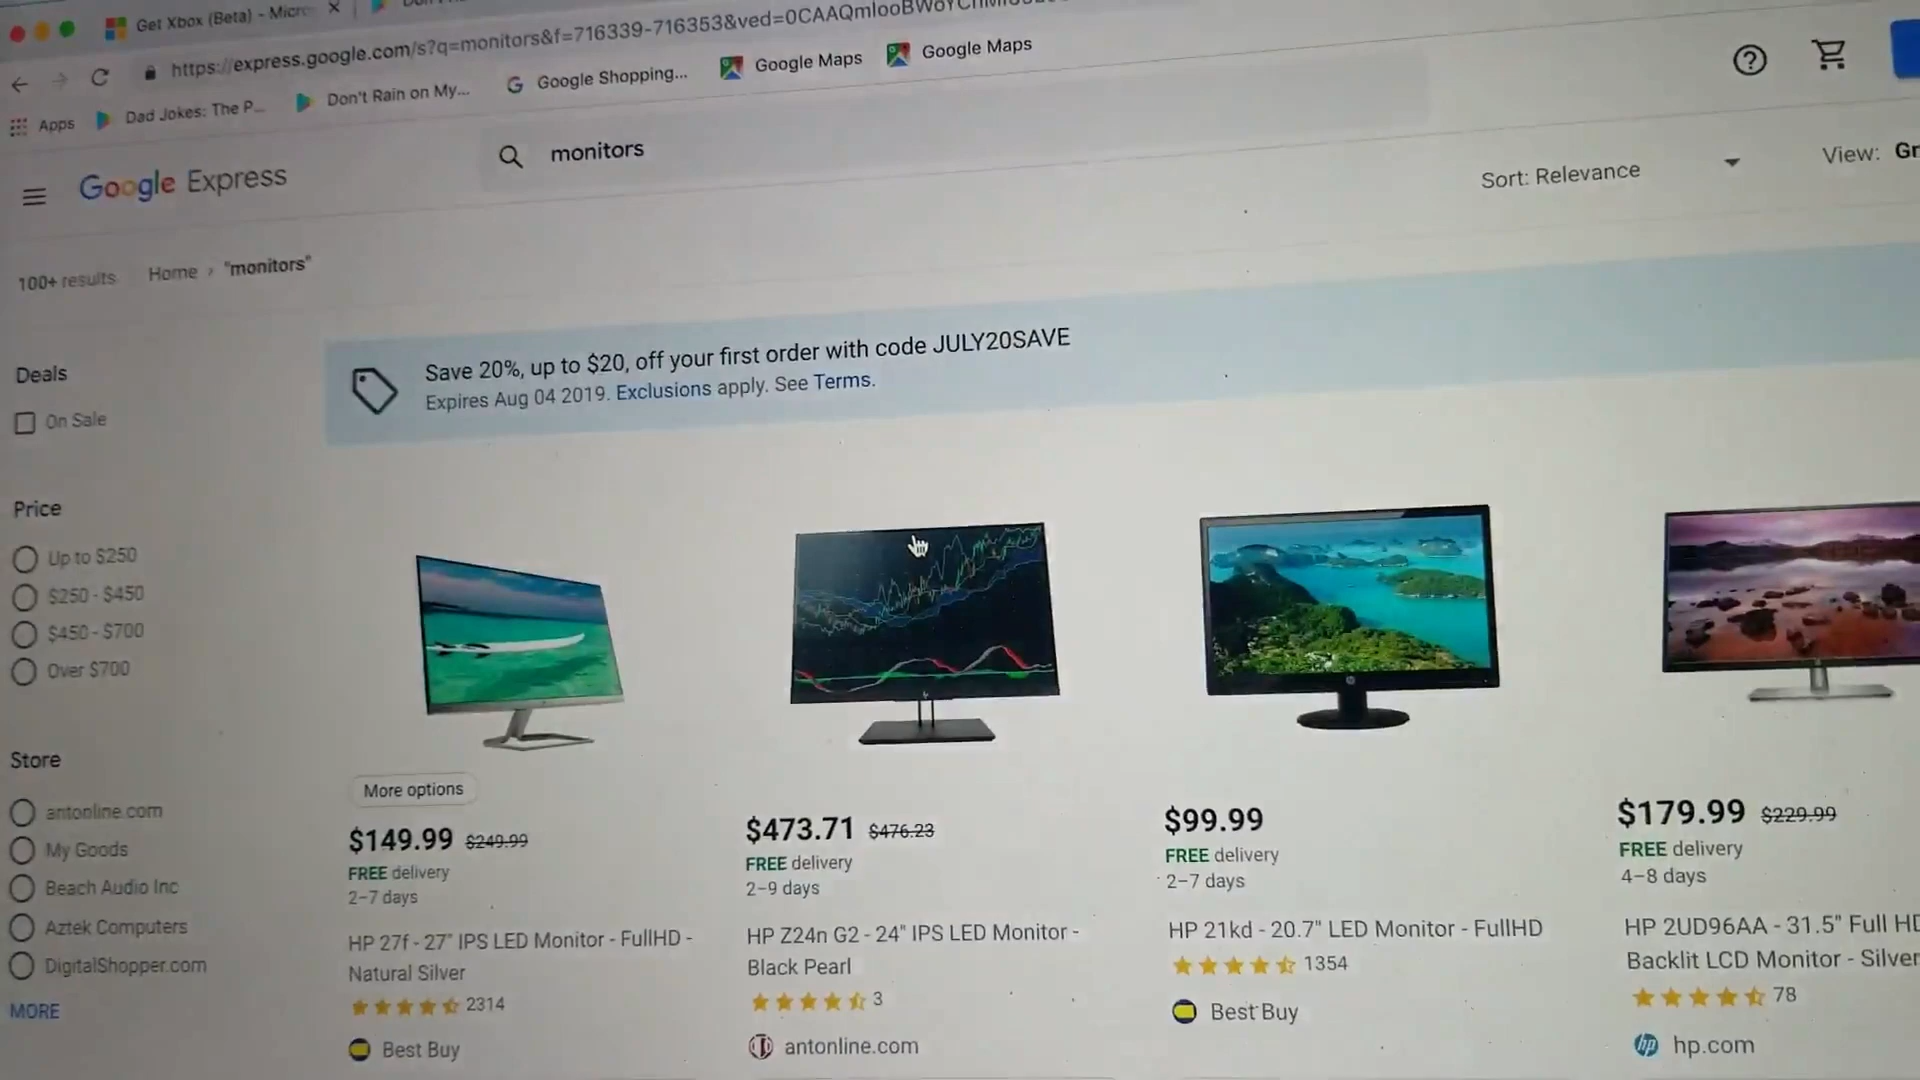 Get Xbox (Beta) - Micro
https://express.google.com/s?q=monitors&f=716339-716353&ved=
Apps
Dad Jokes: The P...
Don't Rain on My...
Google Shopping...
Google Maps
Google Maps
Google Express
monitors
Sort: Relevance
View: Gr
100+ results
Home › "monitors"
Save 20%, up to $20, off your first order with code JULY20SAVE
Expires Aug 04 2019. Exclusions apply. See Terms.
Deals
On Sale
Price
Up to $250
$250 - $450
$450 - $700
Over $700
Store
antonline.com
My Goods
Beach Audio Inc
Aztek Computers
DigitalShopper.com
MORE
More options
$149.99 $249.99
FREE delivery
2-7 days
HP 27f - 27" IPS LED Monitor - FullHD -
Natural Silver
2314
Best Buy
$473.71 $476.23
FREE delivery
2-9 days
HP Z24n G2 - 24" IPS LED Monitor -
Black Pearl
3
antonline.com
$99.99
FREE delivery
2-7 days
HP 21kd - 20.7" LED Monitor - FullHD
1354
Best Buy
$179.99 $229.99
FREE delivery
4-8 days
HP 2UD96AA - 31.5" Full HD
Backlit LCD Monitor - Silver
78
hp hp.com